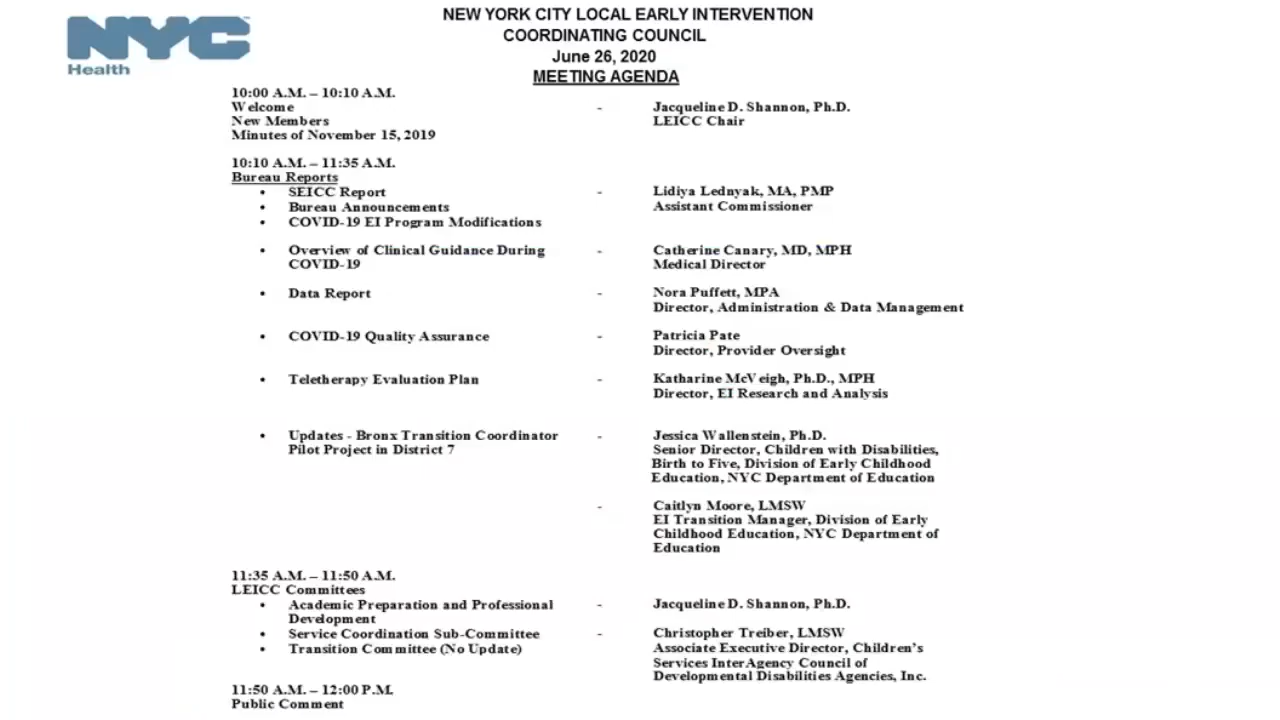 NYC
Health
NEW YORK CITY LOCAL EARLY INTERVENTION
COORDINATING COUNCIL
June 26, 2020
MEETING AGENDA
10:00 A.M. – 10:10 A.M.
Welcome - Jacqueline D. Shannon, Ph.D.
New Members LEICC Chair
Minutes of November 15, 2019
10:10 A.M. – 11:35 A.M.
Bureau Reports
• SEICC Report - Lidiya Lednyak, MA, PMP
• Bureau Announcements Assistant Commissioner
• COVID-19 EI Program Modifications
• Overview of Clinical Guidance During - Catherine Canary, MD, MPH
COVID-19 Medical Director
• Data Report - Nora Puffett, MPA
Director, Administration & Data Management
• COVID-19 Quality Assurance - Patricia Pate
Director, Provider Oversight
• Teletherapy Evaluation Plan - Katharine McVeigh, Ph.D., MPH
Director, EI Research and Analysis
• Updates - Bronx Transition Coordinator - Jessica Wallenstein, Ph.D.
Pilot Project in District 7 Senior Director, Children with Disabilities,
Birth to Five, Division of Early Childhood
Education, NYC Department of Education
- Caitlyn Moore, LMSW
EI Transition Manager, Division of Early
Childhood Education, NYC Department of
Education
11:35 A.M. – 11:50 A.M.
LEICC Committees
• Academic Preparation and Professional - Jacqueline D. Shannon, Ph.D.
Development
• Service Coordination Sub-Committee - Christopher Treiber, LMSW
• Transition Committee (No Update) Associate Executive Director, Children's
Services InterAgency Council of
Developmental Disabilities Agencies, Inc.
11:50 A.M. – 12:00 P.M.
Public Comment